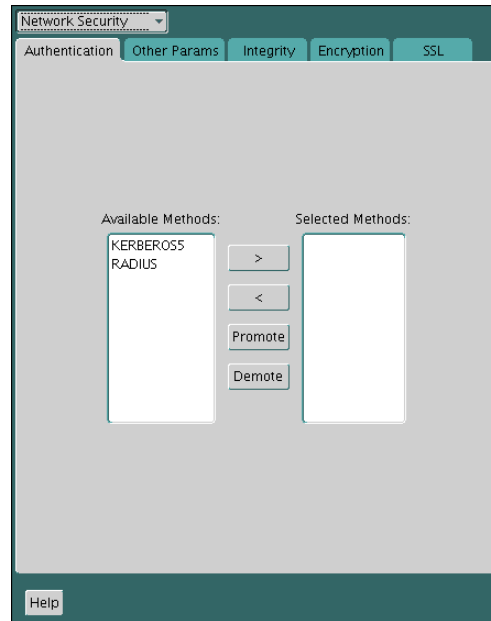 Network Security
Authentication Other Params Integrity Encryption SSL
Available Methods: Selected Methods:
KERBEROS5
RADIUS
>
<
Promote
Demote
Help